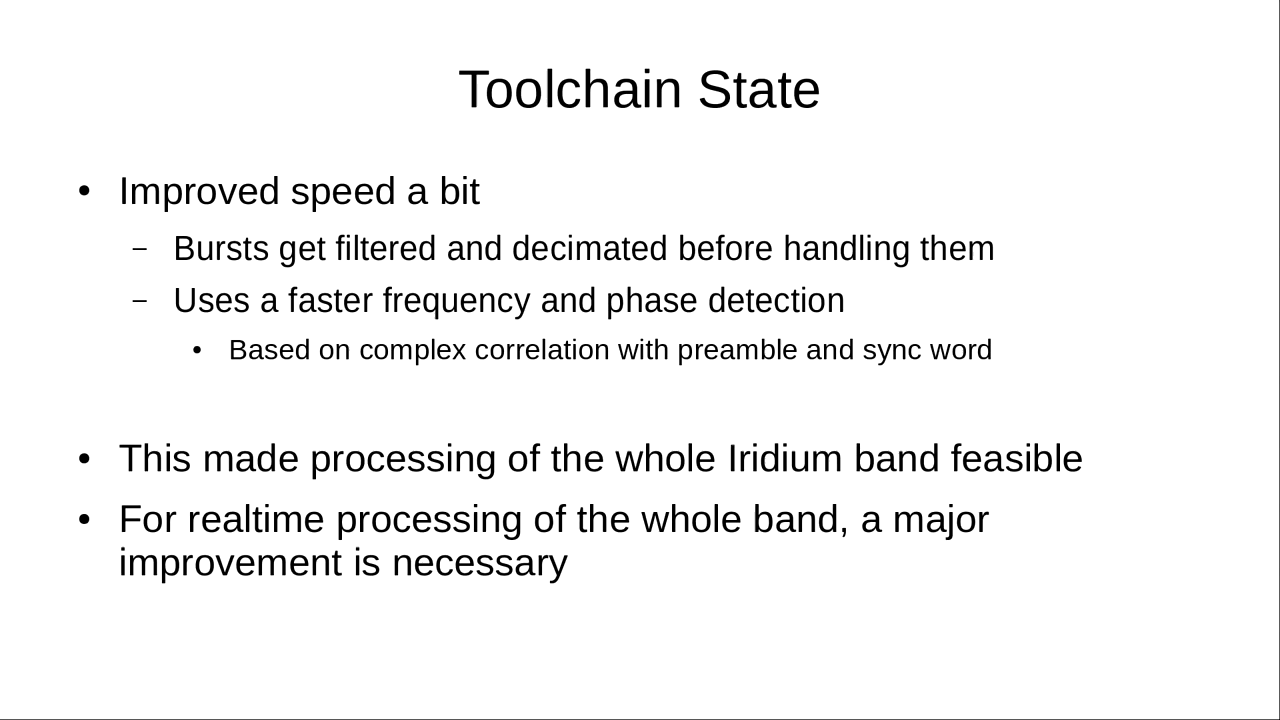 Toolchain State
• Improved speed a bit
– Bursts get filtered and decimated before handling them
– Uses a faster frequency and phase detection
• Based on complex correlation with preamble and sync word
• This made processing of the whole Iridium band feasible
• For realtime processing of the whole band, a major
improvement is necessary